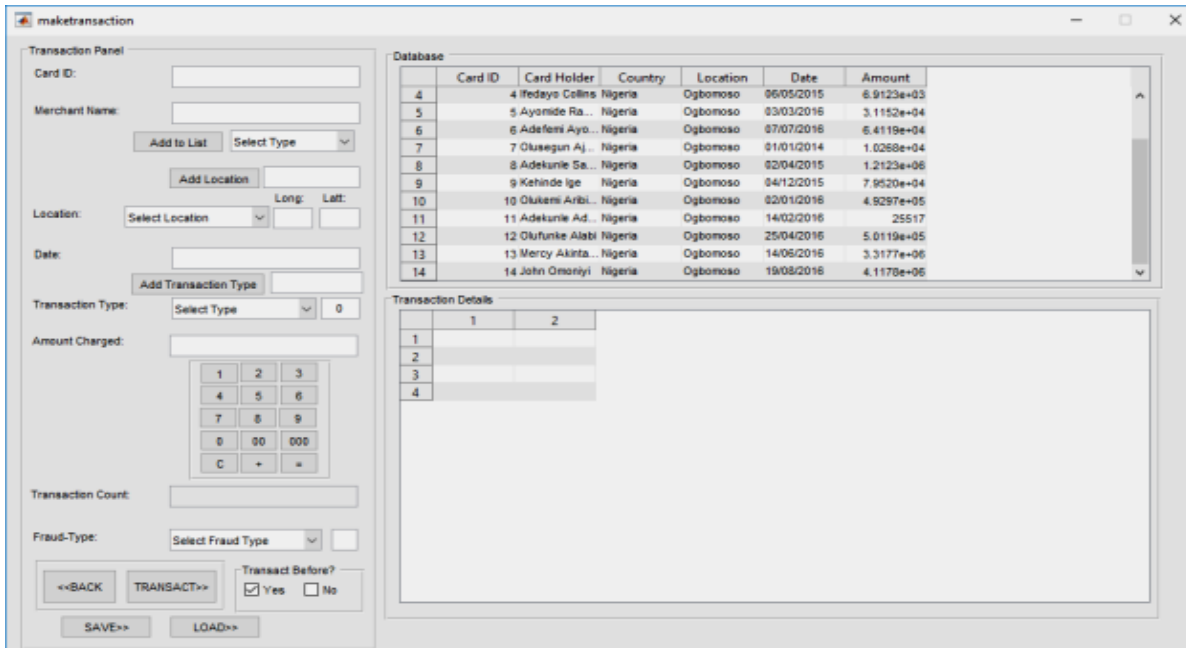 maketransaction
Transaction Panel
Card ID:
Merchant Name:
Add to List Select Type
Add Location
Long: Latt:
Location: Select Location
Date:
Add Transaction Type
Transaction Type: Select Type 0
Amount Charged:
1 2 3
4 5 6
7 8 9
0 00 000
C + =
Transaction Count:
Fraud-Type: Select Fraud Type
Transact Before?
<<BACK TRANSACT>> Yes No
SAVE>> LOAD>>
Database
Card ID Card Holder Country Location Date Amount
4 4 Ifedayo Collins Nigeria Ogbomoso 06/05/2015 6.9123e+03
5 5 Ayomide Ra... Nigeria Ogbomoso 03/03/2016 3.1152e+04
6 6 Adefemi Ayo... Nigeria Ogbomoso 07/07/2016 6.4119e+04
7 7 Olusegun Aj... Nigeria Ogbomoso 01/01/2014 1.0268e+04
8 8 Adekunle Sa... Nigeria Ogbomoso 02/04/2015 1.2123e+06
9 9 Kehinde Ige Nigeria Ogbomoso 04/12/2015 7.9520e+04
10 10 Olukemi Aribi... Nigeria Ogbomoso 02/01/2016 4.9297e+05
11 11 Adekunle Ad... Nigeria Ogbomoso 14/02/2016 25517
12 12 Olufunke Alabi Nigeria Ogbomoso 25/04/2016 5.0119e+05
13 13 Mercy Akinta... Nigeria Ogbomoso 14/06/2016 3.3177e+06
14 14 John Omoniyi Nigeria Ogbomoso 19/08/2016 4.1178e+06
Transaction Details
1 2
1
2
3
4